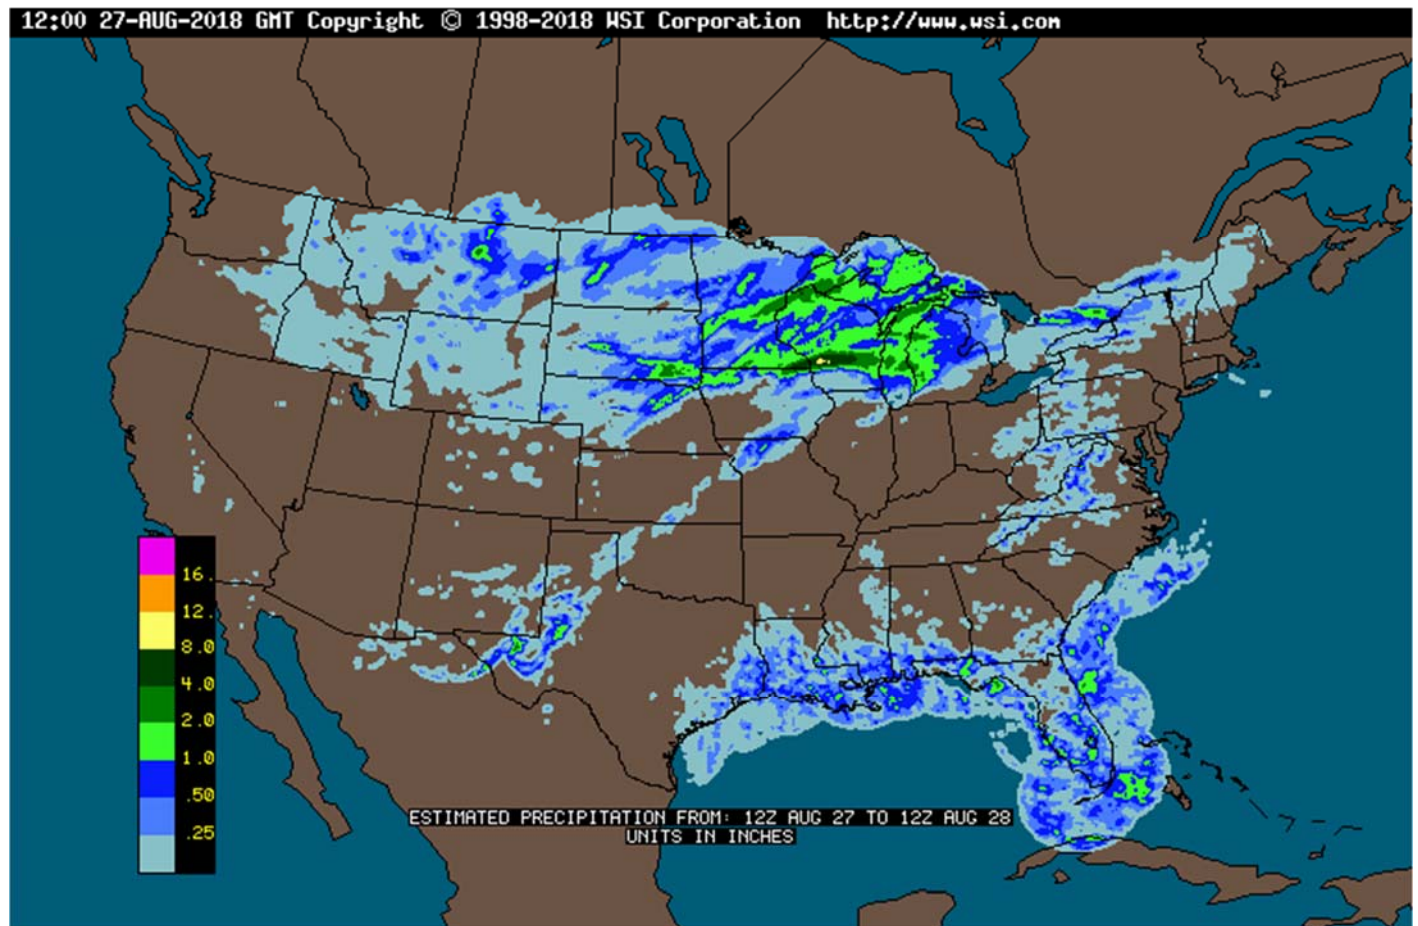 12:00 27-AUG-2018 GMT Copyright © 1998-2018 WSI Corporation http://www.wsi.com
16.
12.
8.0
4.0
2.0
1.0
.50
.25
ESTIMATED PRECIPITATION FROM: 12Z AUG 27 TO 12Z AUG 28
UNITS IN INCHES